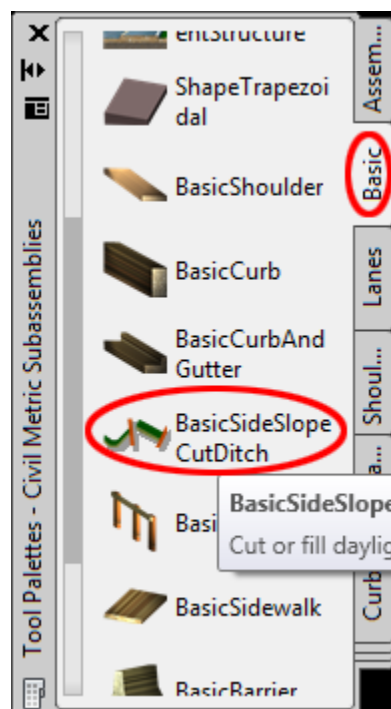 entStructure
ShapeTrapezoi
dal
BasicShoulder
BasicCurb
BasicCurbAnd
Gutter
BasicSideSlope
CutDitch
BasicSideSlope
Cut or fill daylig
Basi
BasicSidewalk
BasicBarrier
Assem...
Basic
Lanes
Shoul...
a...
Curb
Tool Palettes - Civil Metric Subassemblies